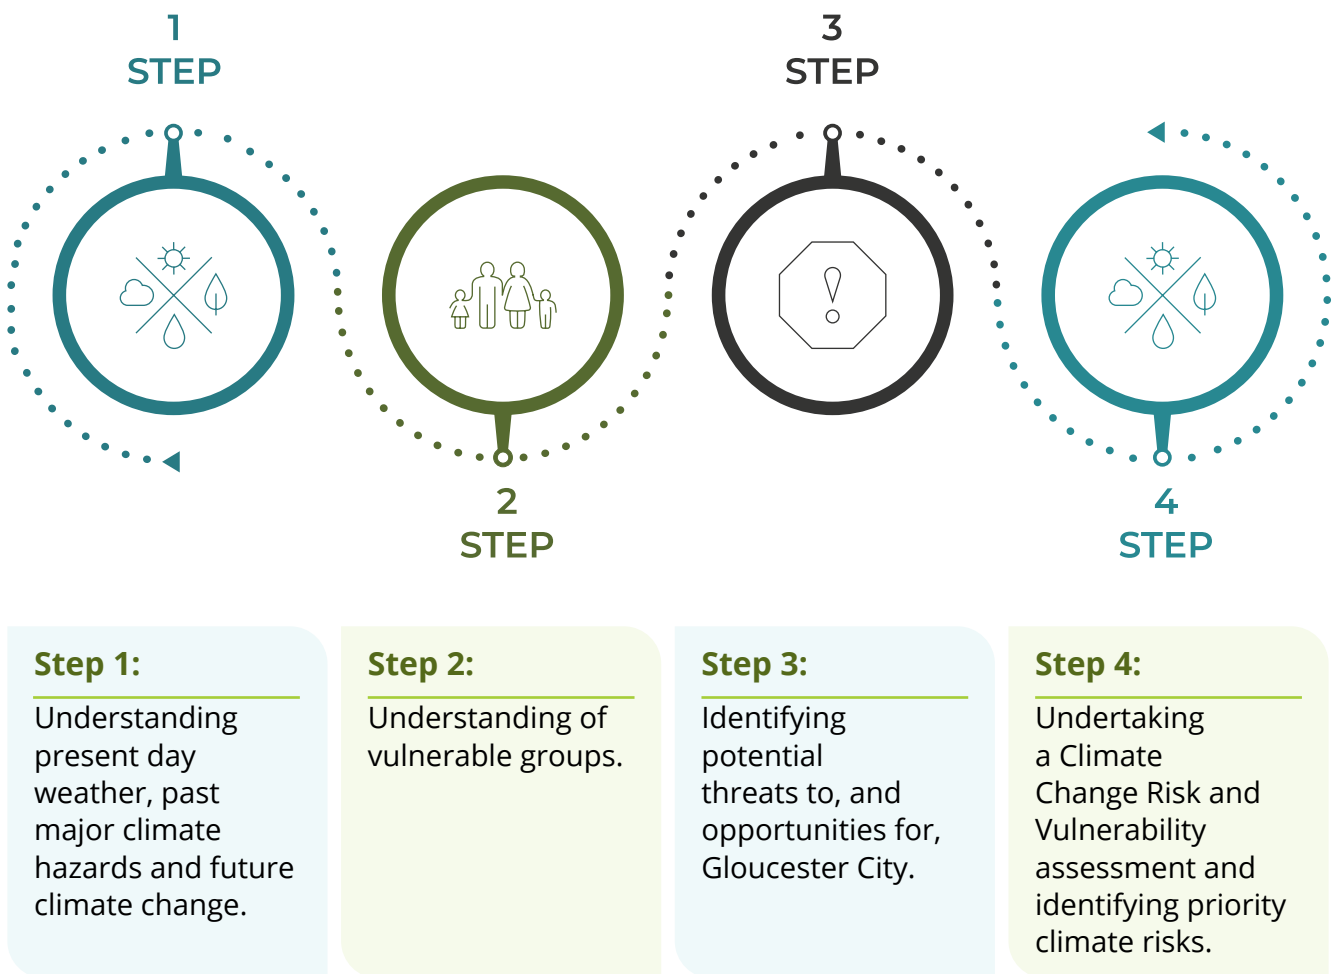 1
STEP
3
STEP
2
STEP
4
STEP
Step 1:
Understanding
present day
weather, past
major climate
hazards and future
climate change.
Step 2:
Understanding of
vulnerable groups.
Step 3:
Identifying
potential
threats to, and
opportunities for,
Gloucester City.
Step 4:
Undertaking
a Climate
Change Risk and
Vulnerability
assessment and
identifying priority
climate risks.